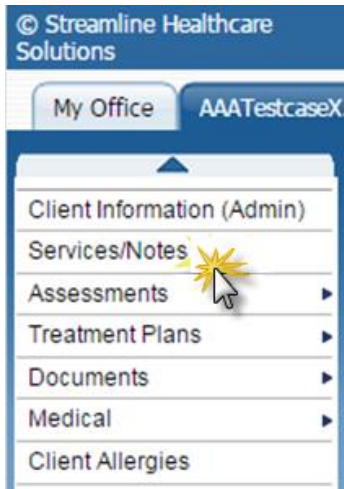 © Streamline Healthcare
Solutions
My Office AAATestcaseX
Client Information (Admin)
Services/Notes
Assessments
Treatment Plans
Documents
Medical
Client Allergies